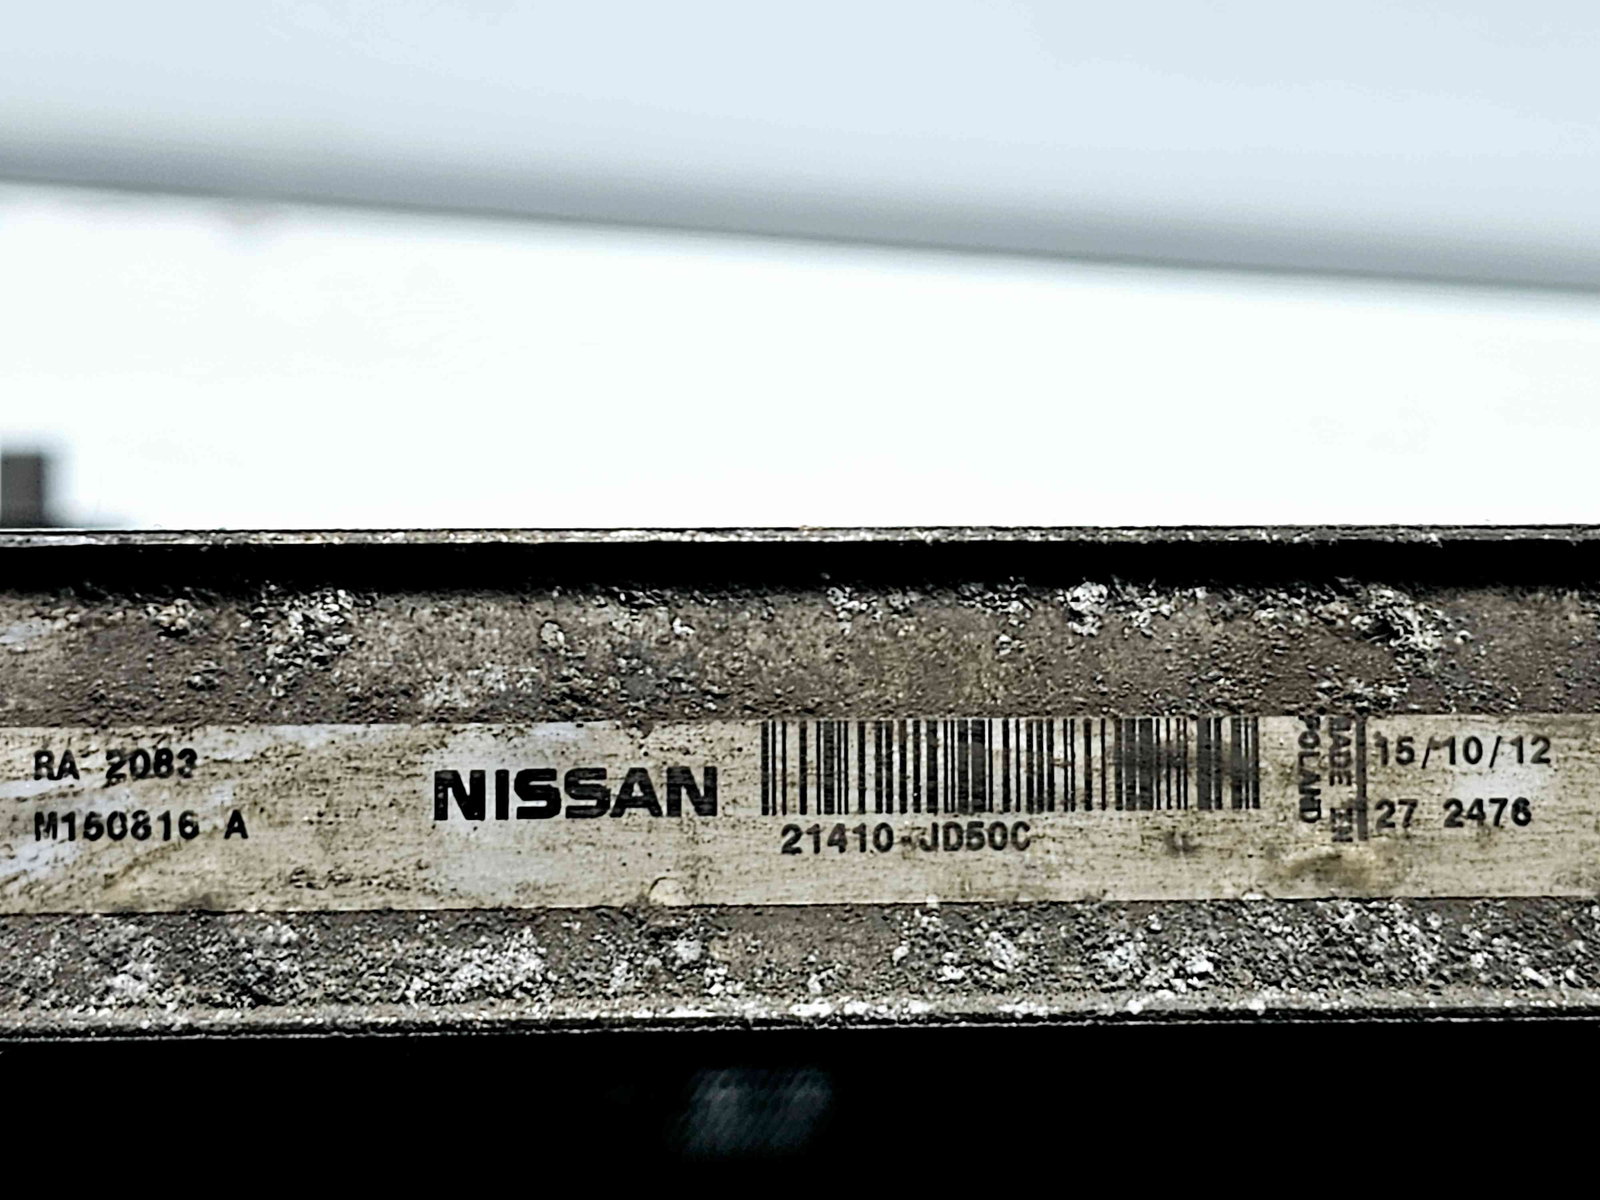 RA 2083
M150816 A
NISSAN
21410-JD50C
MADE IN
POLAND
15/10/12
27 2476